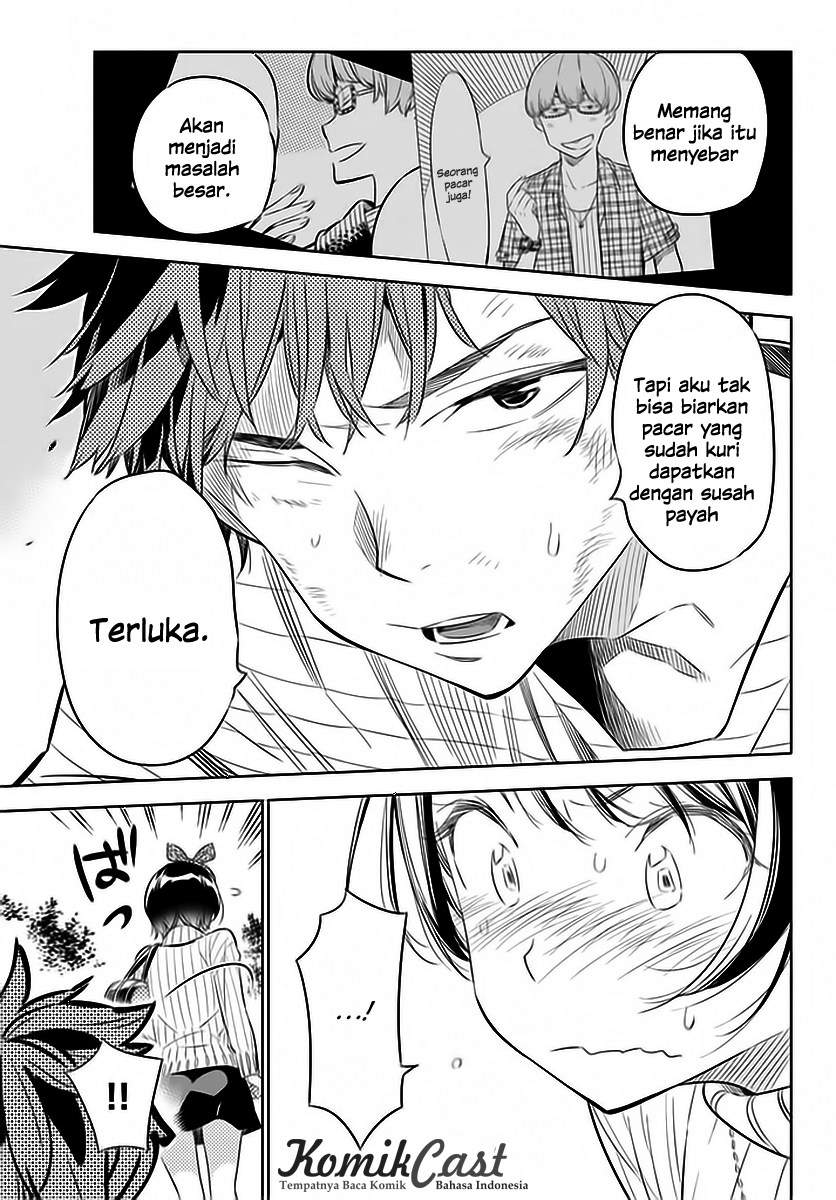 Memang
benar jika itu
menyebar
Seorang
pacar
juga!
Akan
menjadi
masalah
besar.
Tapi aku tak
bisa biarkan
pacar yang
sudah kuri
dapatkan
dengan susah
payah
Terluka.
...!
ばっ
!!
KomikCast
Tempatnya Baca Komik Bahasa Indonesia